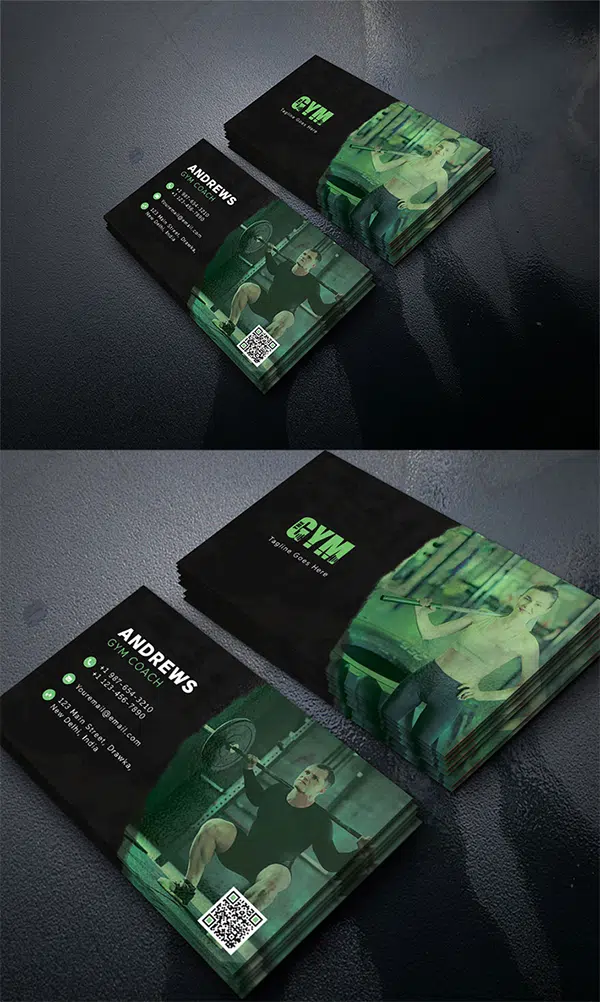 GYM
Tagline Goes Here
ANDREWS
GYM COACH
+1 987-654-3210
+1 123-456-7890
Youremail@email.com
123 Main Street, Drawka,
New Delhi, India
GYM
Tagline Goes Here
ANDREWS
GYM COACH
+1 987-654-3210
+1 123-456-7890
Youremail@email.com
123 Main Street, Drawka,
New Delhi, India